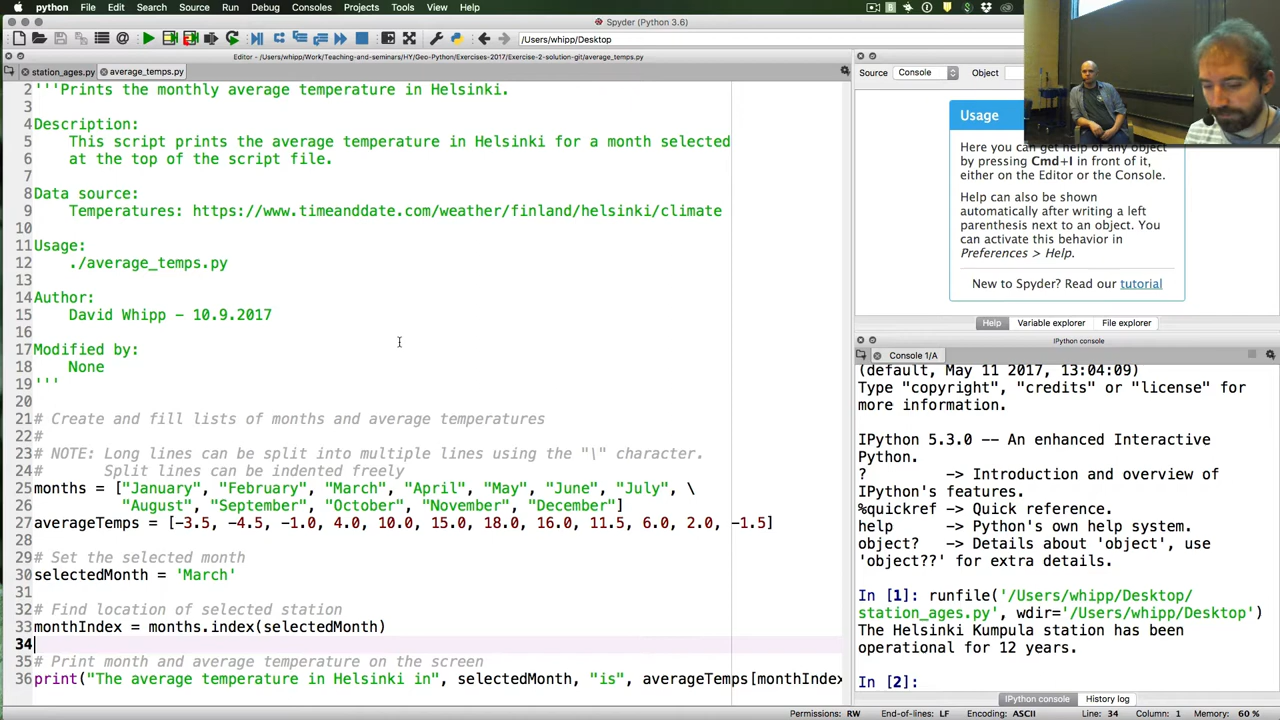 python File Edit Search Source Run Debug Consoles Projects Tools View Help
Spyder (Python 3.6)
/Users/whipp/Desktop
Editor - /Users/whipp/Work/Teaching-and-seminars/HY/Geo-Python/Exercises-2017/Exercise-2-solution-git/average_temps.py
station_ages.py average_temps.py
2 '''Prints the monthly average temperature in Helsinki.
3
4 Description:
5 This script prints the average temperature in Helsinki for a month selected
6 at the top of the script file.
7
8 Data source:
9 Temperatures: https://www.timeanddate.com/weather/finland/helsinki/climate
10
11 Usage:
12 ./average_temps.py
13
14 Author:
15 David Whipp - 10.9.2017
16
17 Modified by:
18 None
19 '''
20
21 # Create and fill lists of months and average temperatures
22 #
23 # NOTE: Long lines can be split into multiple lines using the "\" character.
24 # Split lines can be indented freely
25 months = ["January", "February", "March", "April", "May", "June", "July", \
26 "August", "September", "October", "November", "December"]
27 averageTemps = [-3.5, -4.5, -1.0, 4.0, 10.0, 15.0, 18.0, 16.0, 11.5, 6.0, 2.0, -1.5]
28
29 # Set the selected month
30 selectedMonth = 'March'
31
32 # Find location of selected station
33 monthIndex = months.index(selectedMonth)
34
35 # Print month and average temperature on the screen
36 print("The average temperature in Helsinki in", selectedMonth, "is", averageTemps[monthIndex
Source Console Object
Usage
Here you can get help of any object
by pressing Cmd+I in front of it,
either on the Editor or the Console.
Help can also be shown
automatically after writing a left
parenthesis next to an object. You
can activate this behavior in
Preferences > Help.
New to Spyder? Read our tutorial
Help Variable explorer File explorer
IPython console
Console 1/A
(default, May 11 2017, 13:04:09)
Type "copyright", "credits" or "license" for
more information.
IPython 5.3.0 -- An enhanced Interactive
Python.
? -> Introduction and overview of
IPython's features.
%quickref -> Quick reference.
help -> Python's own help system.
object? -> Details about 'object', use
'object??' for extra details.
In [1]: runfile('/Users/whipp/Desktop/
station_ages.py', wdir='/Users/whipp/Desktop')
The Helsinki Kumpula station has been
operational for 12 years.
In [2]:
IPython console History log
Permissions: RW End-of-lines: LF Encoding: ASCII Line: 34 Column: 1 Memory: 60 %